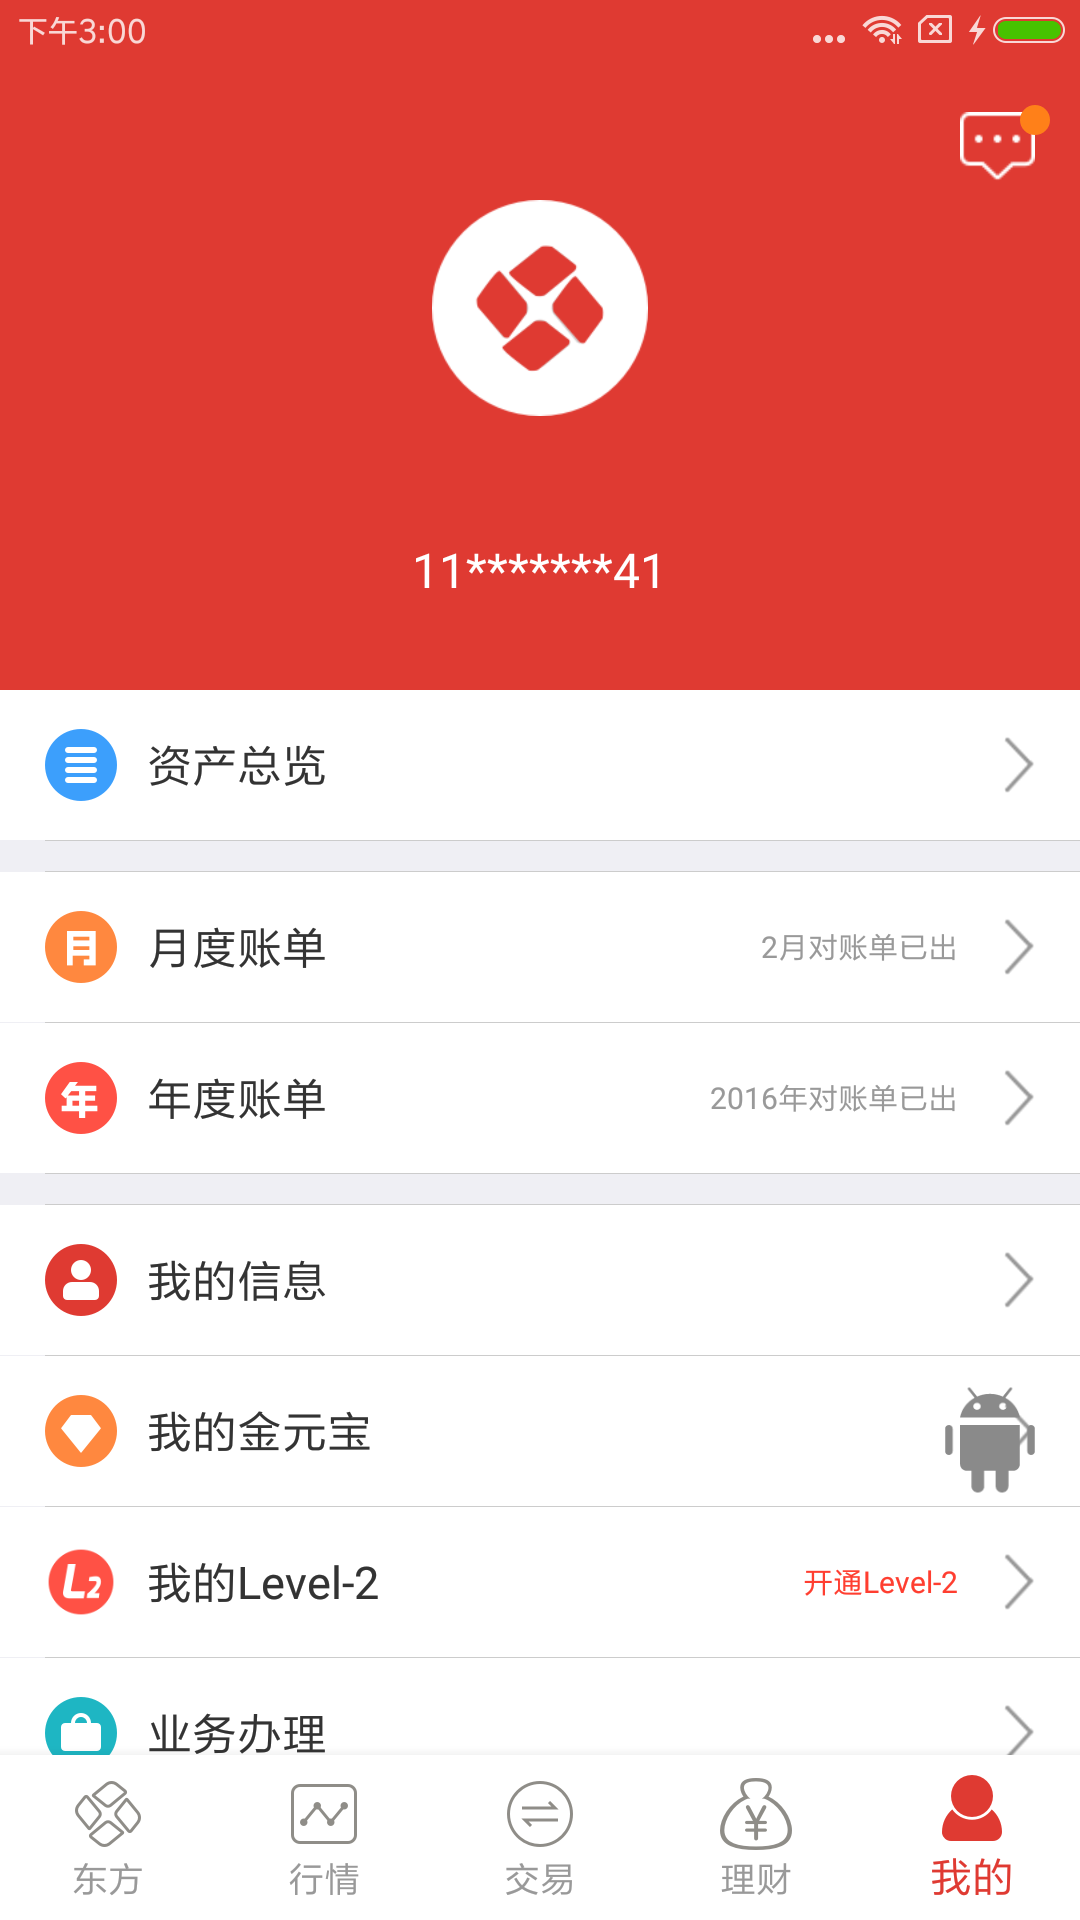 下午3:00
11*******41
资产总览
月
月度账单
2月对账单已出
年
年度账单
2016年对账单已出
我的信息
我的金元宝
L2
我的Level-2
开通Level-2
业务办理
东方
行情
交易
¥
理财
我的